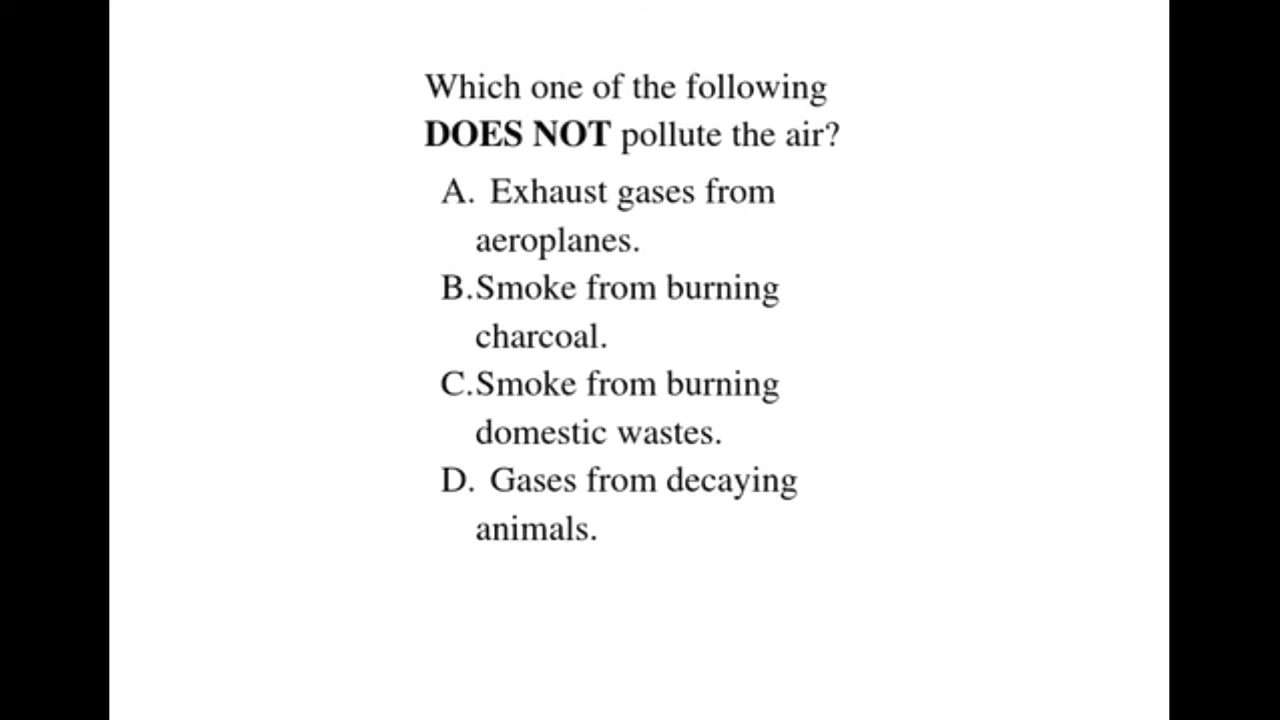 Which one of the following
DOES NOT pollute the air?
A. Exhaust gases from
aeroplanes.
B.Smoke from burning
charcoal.
C.Smoke from burning
domestic wastes.
D. Gases from decaying
animals.